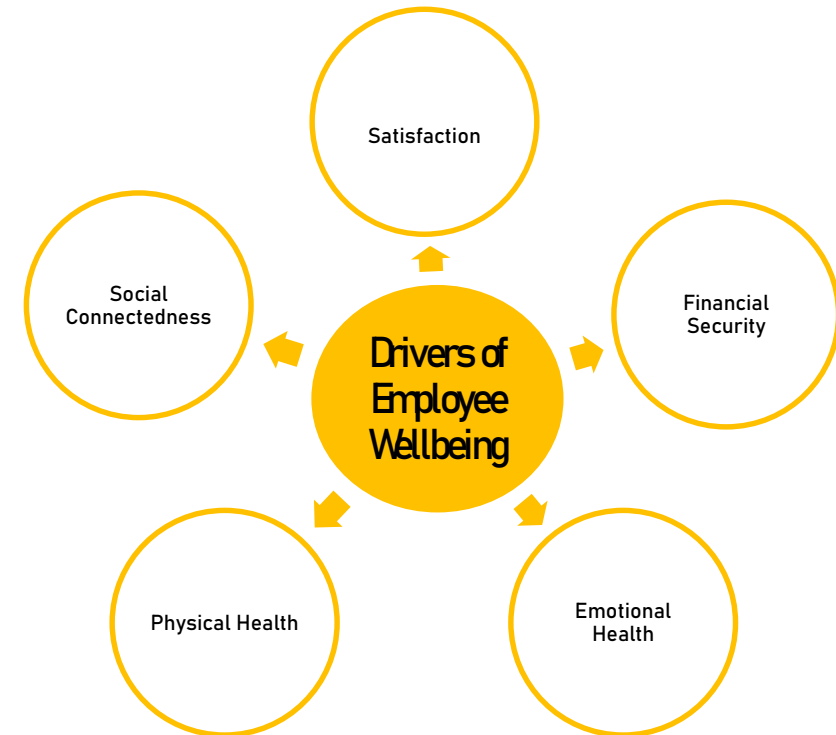 Satisfaction
Social
Connectedness
Financial
Security
Drivers of
Employee
Wellbeing
Physical Health
Emotional
Health